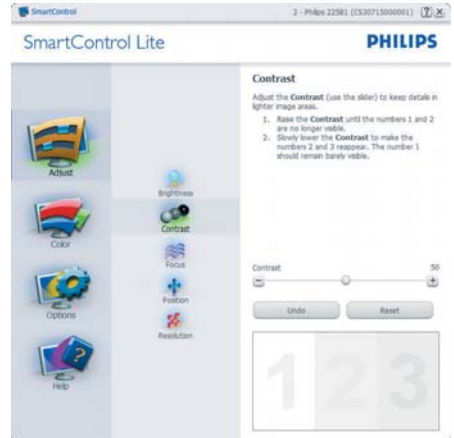 SmartControl
2 - Philips 225B1 (CS30715000001)
SmartControl Lite
PHILIPS
Adjust
Color
Options
Help
Brightness
Contrast
Focus
Position
Resolution
Contrast
Adjust the Contrast (use the slider) to keep details in
lighter image areas.
1. Raise the Contrast until the numbers 1 and 2
are no longer visible.
2. Slowly lower the Contrast to make the
numbers 2 and 3 reappear. The number 1
should remain barely visible.
Contrast 50
Undo Reset
1 2 3